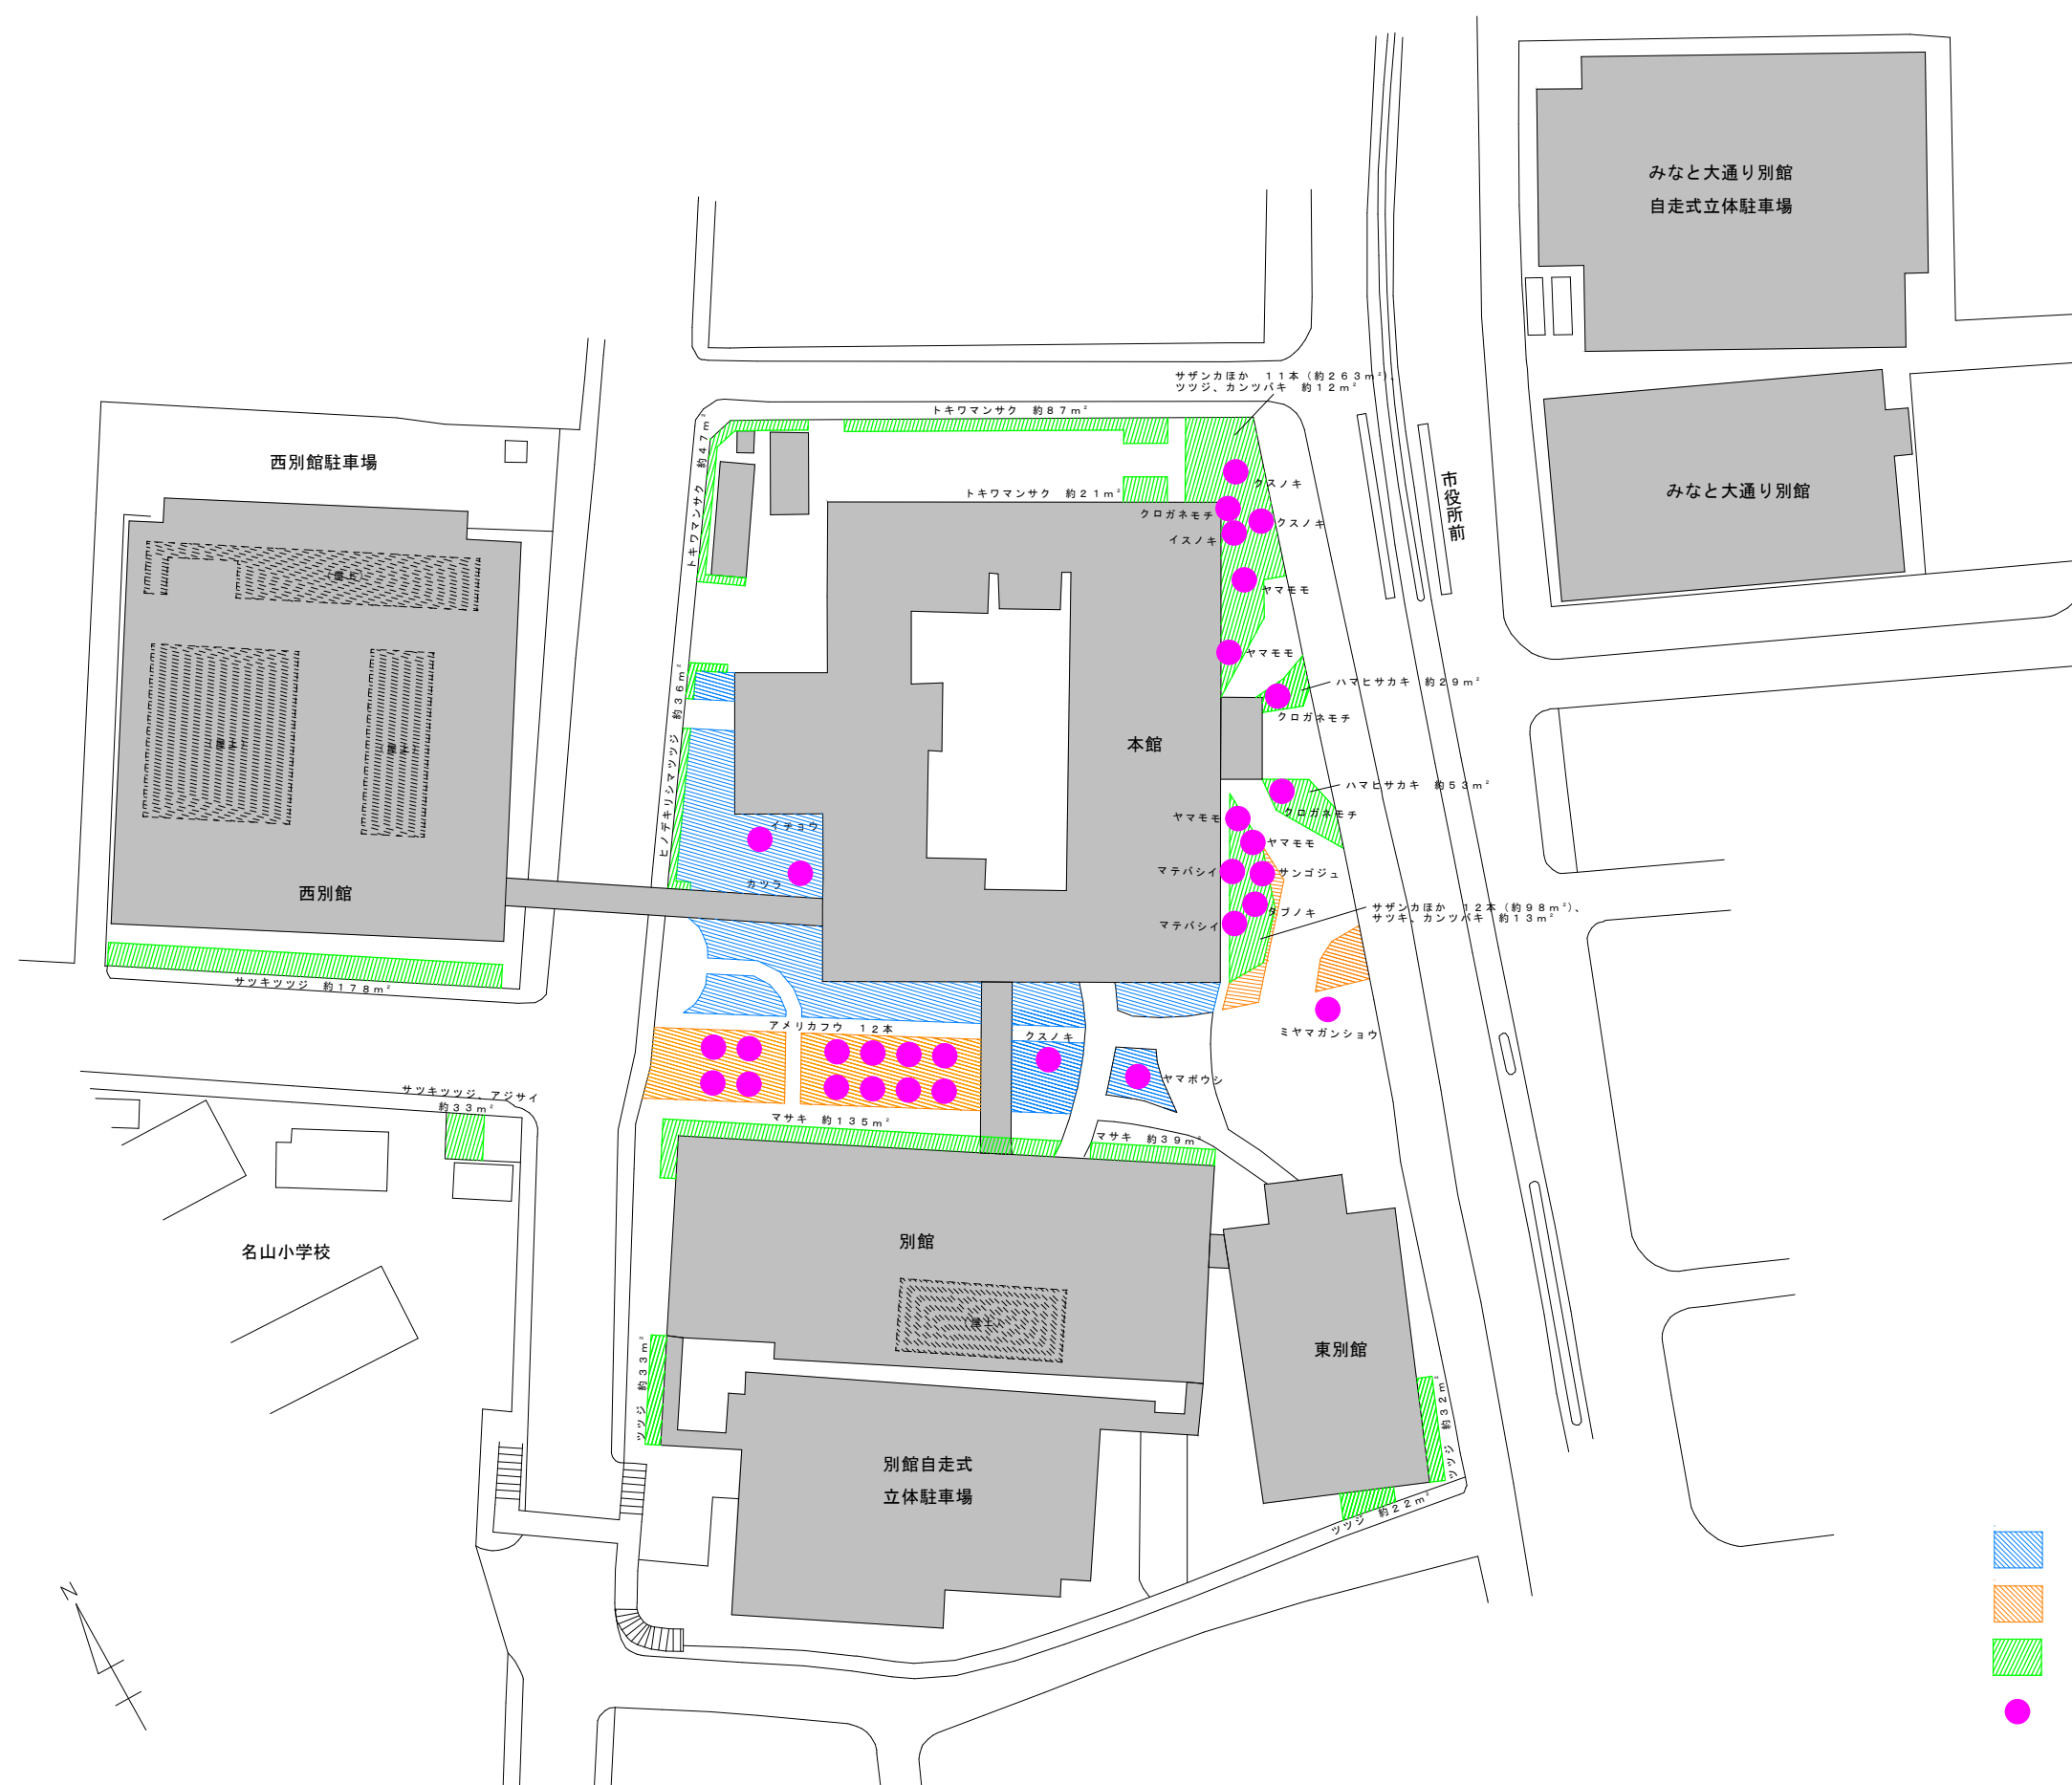 みなと大通り別館
自走式立体駐車場
サザンカほか　１１本（約２６３㎡）、
ツツジ、カンツバキ　約１２㎡
トキワマンサク　約８７㎡
トキワマンサク　約４７㎡
西別館駐車場
クスノキ
市役所前
みなと大通り別館
トキワマンサク　約２１㎡
クロガネモチ
クスノキ
イスノキ
（屋上）
ヤマモモ
ヤマモモ
ハマヒサカキ　約２９㎡
クロガネモチ
ヒノデキリシマツツジ　約３６㎡
本館
（屋上）
（屋上）
ハマヒサカキ　約５３㎡
クロガネモチ
ヤマモモ
イチョウ
ヤマモモ
マテバシイ
サンゴジュ
カツラ
西別館
タブノキ
サザンカほか　１２本（約９８㎡）、
サツキ、カンツバキ　約１３㎡
マテバシイ
サツキツツジ　約１７８㎡
アメリカフウ　１２本
クスノキ
ミヤマガンショウ
ヤマボウシ
サツキツツジ、アジサイ
約３３㎡
マサキ　約１３５㎡
マサキ　約３９㎡
別館
名山小学校
（屋上）
東別館
ツツジ　約３３㎡
ツツジ　約３２㎡
別館自走式
立体駐車場
ツツジ　約２２㎡
N